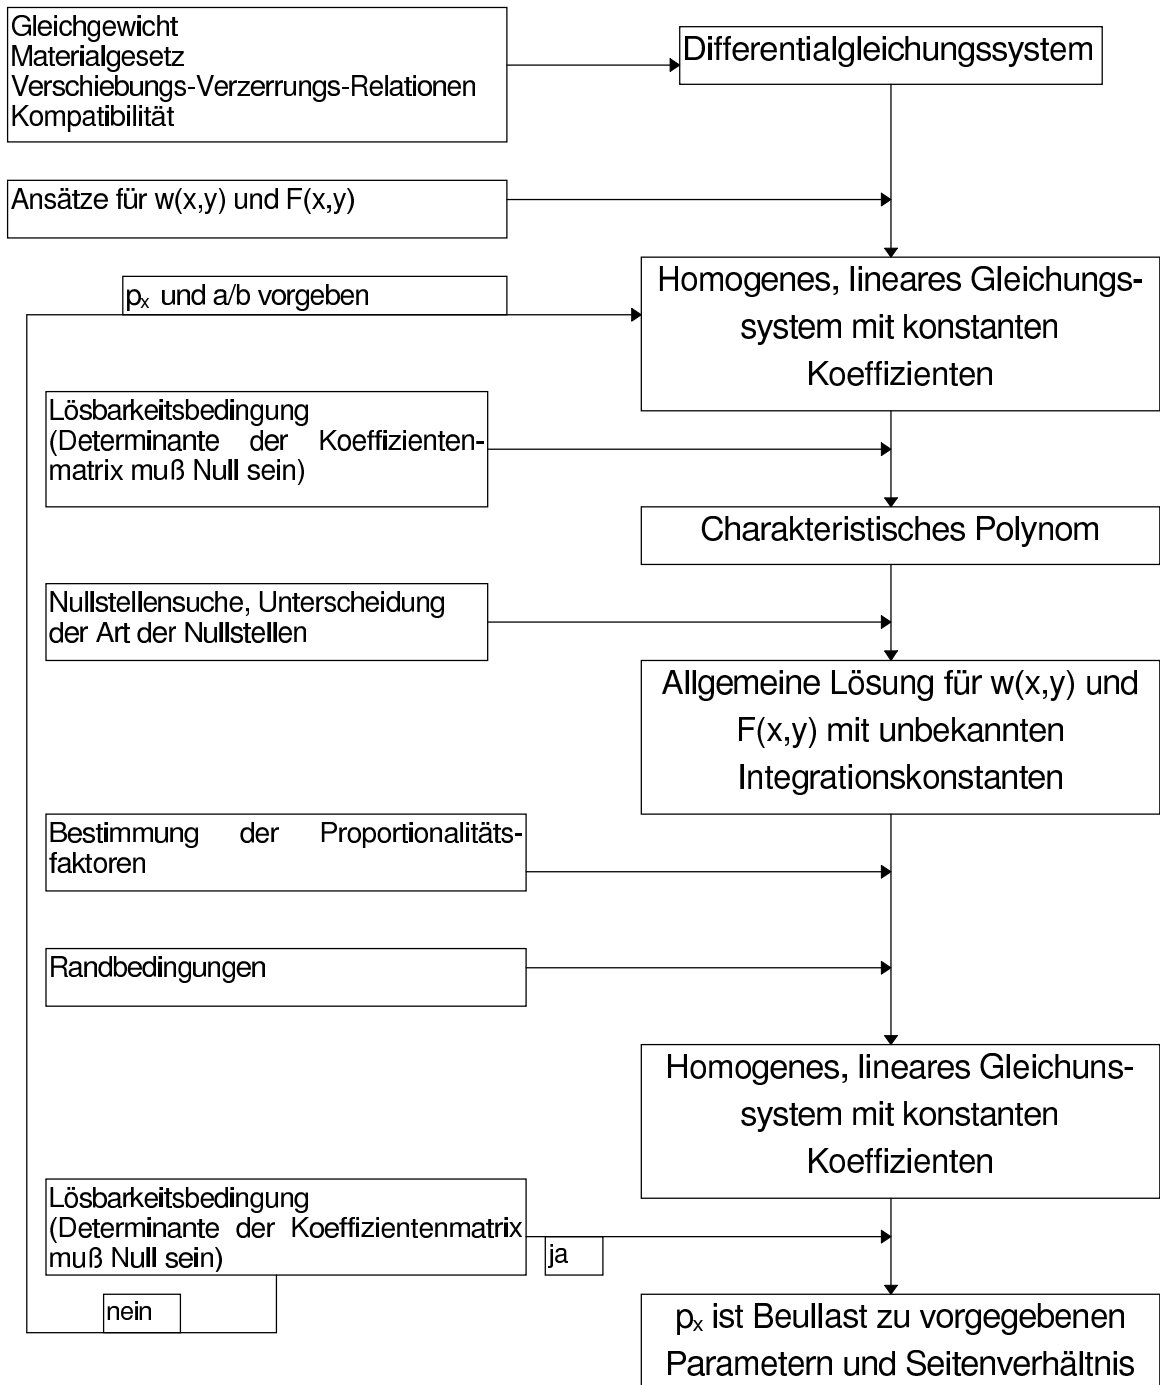 Gleichgewicht
Materialgesetz
Verschiebungs-Verzerrungs-Relationen
Kompatibilität
Differentialgleichungssystem
Ansätze für w(x,y) und F(x,y)
Homogenes, lineares Gleichungs-
system mit konstanten
Koeffizienten
pₓ und a/b vorgeben
Lösbarkeitsbedingung
(Determinante der Koeffizienten-
matrix muß Null sein)
Charakteristisches Polynom
Nullstellensuche, Unterscheidung
der Art der Nullstellen
Allgemeine Lösung für w(x,y) und
F(x,y) mit unbekannten
Integrationskonstanten
Bestimmung der Proportionalitäts-
faktoren
Randbedingungen
Homogenes, lineares Gleichuns-
system mit konstanten
Koeffizienten
Lösbarkeitsbedingung
(Determinante der Koeffizientenmatrix
muß Null sein)
ja
nein
pₓ ist Beullast zu vorgegebenen
Parametern und Seitenverhältnis